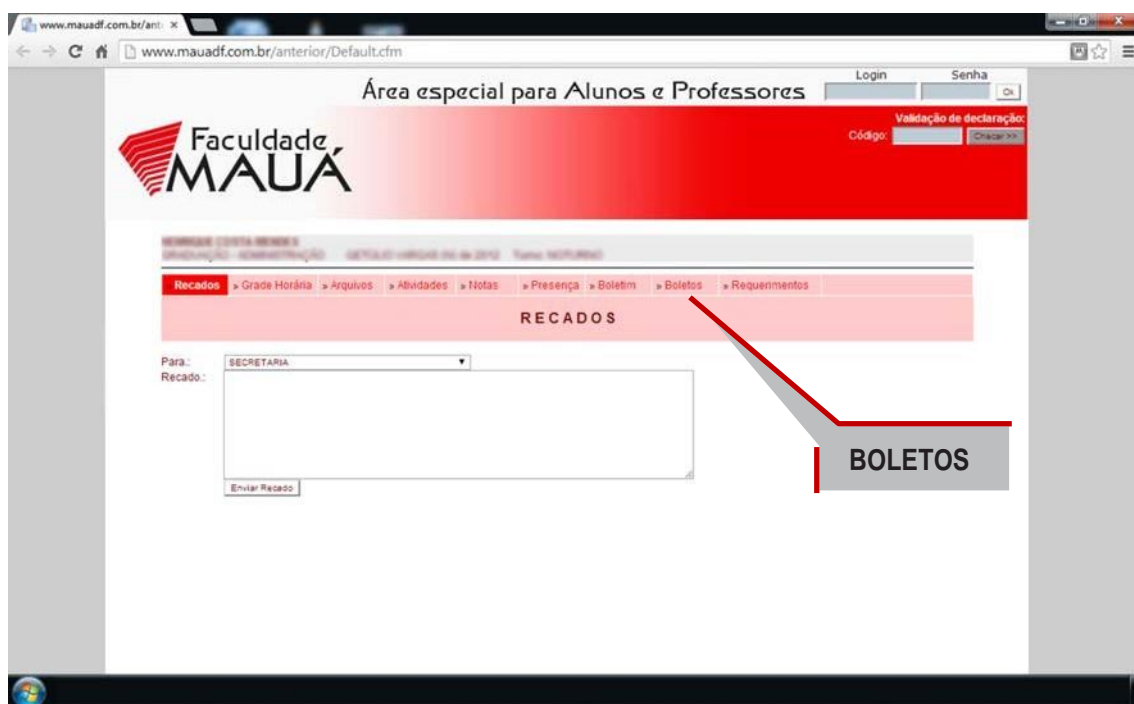 www.mauadf.com.br/ant
www.mauadf.com.br/anterior/Default.cfm
Área especial para Alunos e Professores
Login Senha
Ok
Validação de declaração:
Código: Checar >>
Faculdade
MAUÁ
Recados » Grade Horária » Arquivos » Atividades » Notas » Presença » Boletim » Boletos » Requerimentos
RECADOS
Para.: SECRETARIA
Recado.:
BOLETOS
Enviar Recado